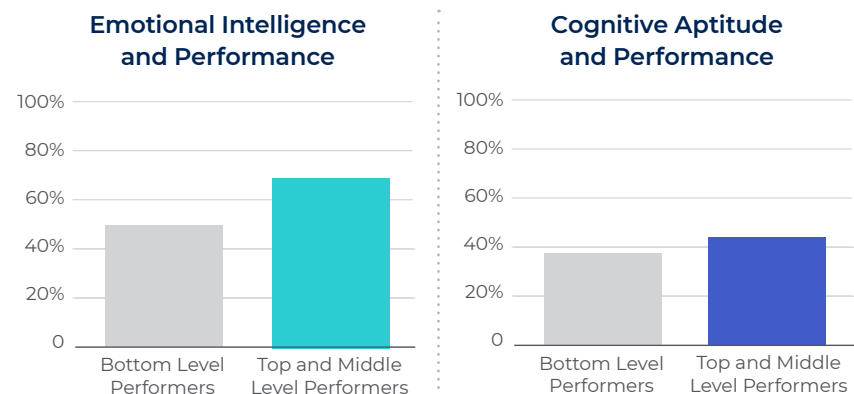 Emotional Intelligence
and Performance
100%
80%
60%
40%
20%
0
Bottom Level
Performers
Top and Middle
Level Performers
Cognitive Aptitude
and Performance
100%
80%
60%
40%
20%
0
Bottom Level
Performers
Top and Middle
Level Performers